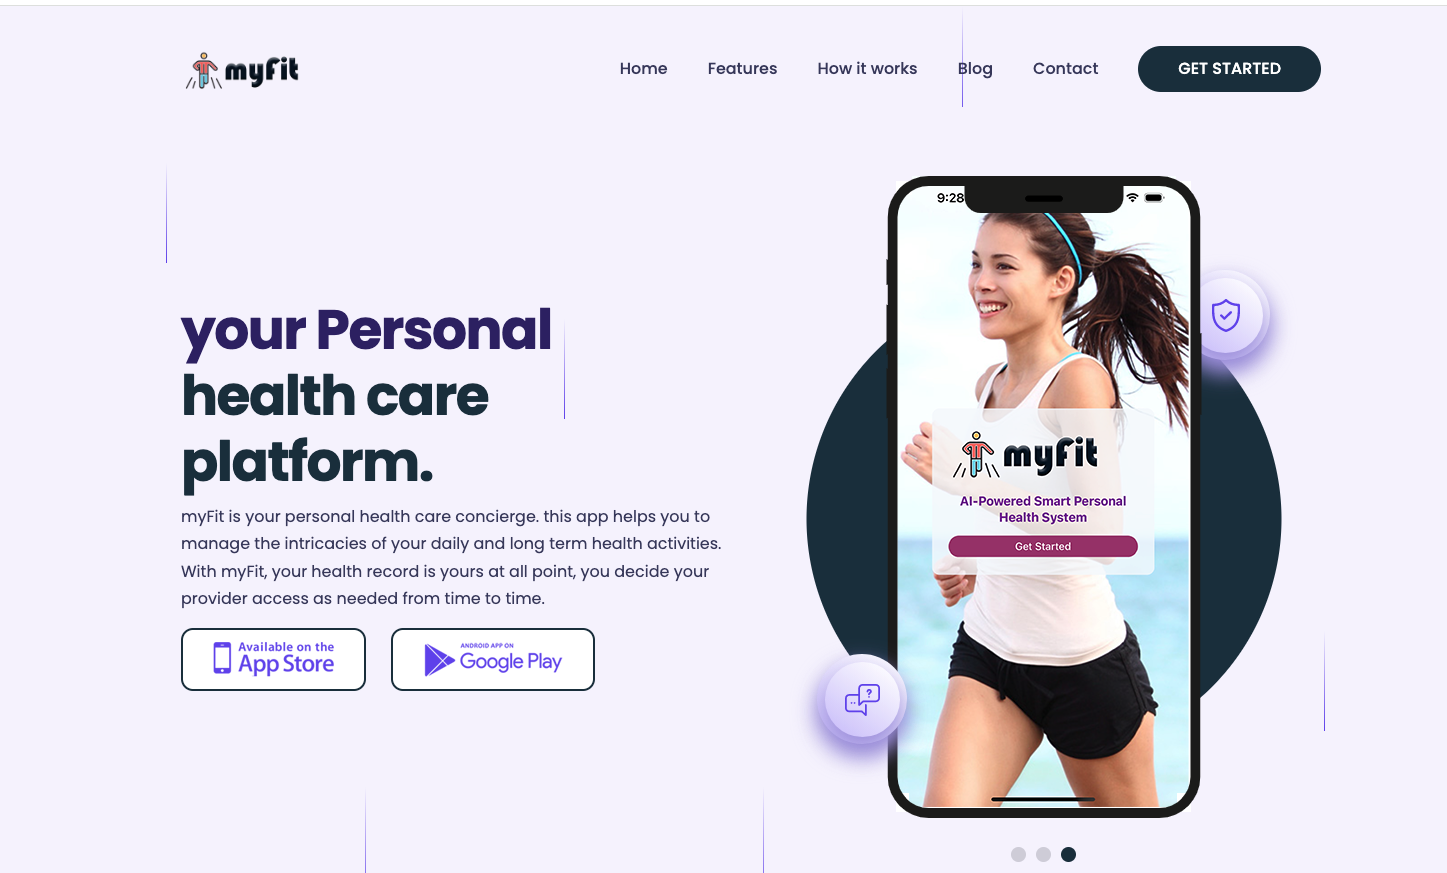 myFit
Home
Features
How it works
Blog
Contact
GET STARTED
your Personal
health care
platform.
myFit is your personal health care concierge. this app helps you to
manage the intricacies of your daily and long term health activities.
With myFit, your health record is yours at all point, you decide your
provider access as needed from time to time.
Available on the
App Store
ANDROID APP ON
Google Play
9:28
myFit
AI-Powered Smart Personal
Health System
Get Started
?